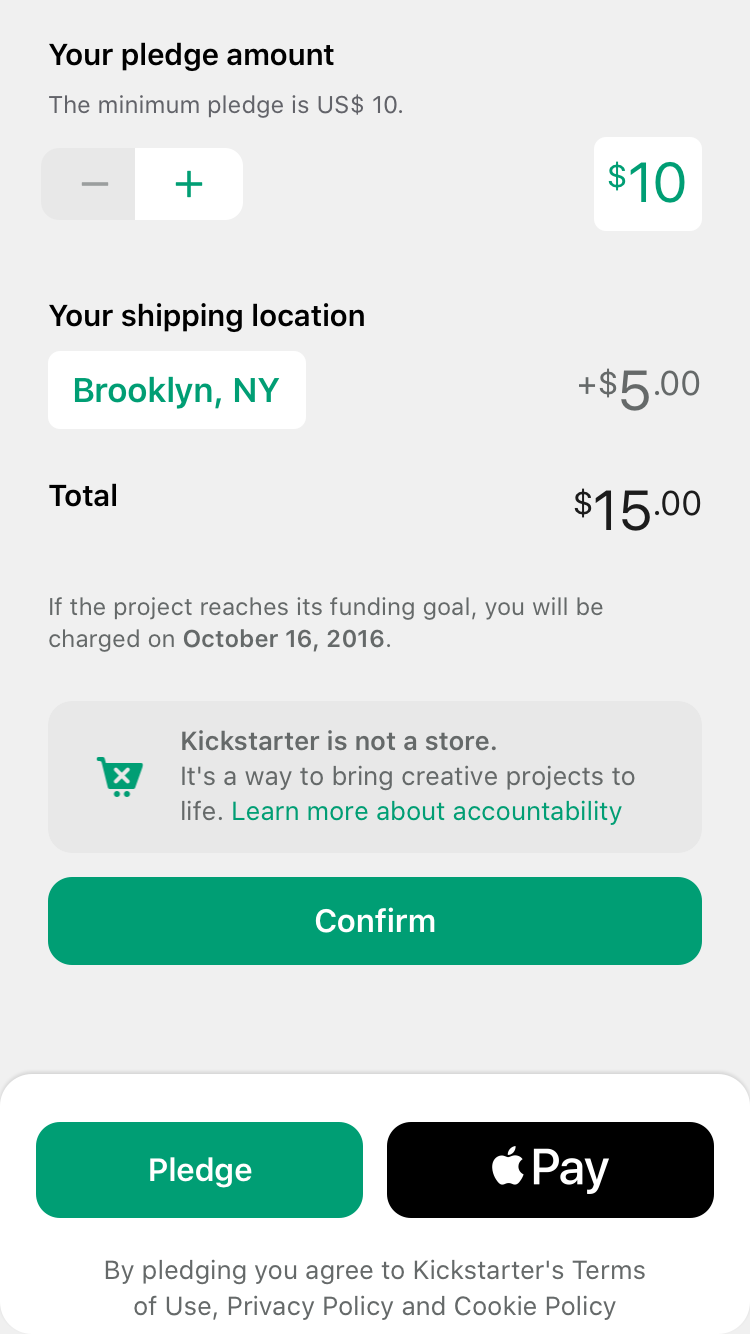 Your pledge amount
The minimum pledge is US$ 10.
$10
Your shipping location
Brooklyn, NY
+$5.00
Total
$15.00
If the project reaches its funding goal, you will be
charged on October 16, 2016.
Kickstarter is not a store.
It's a way to bring creative projects to
life. Learn more about accountability
Confirm
Pledge
Pay
By pledging you agree to Kickstarter's Terms
of Use, Privacy Policy and Cookie Policy